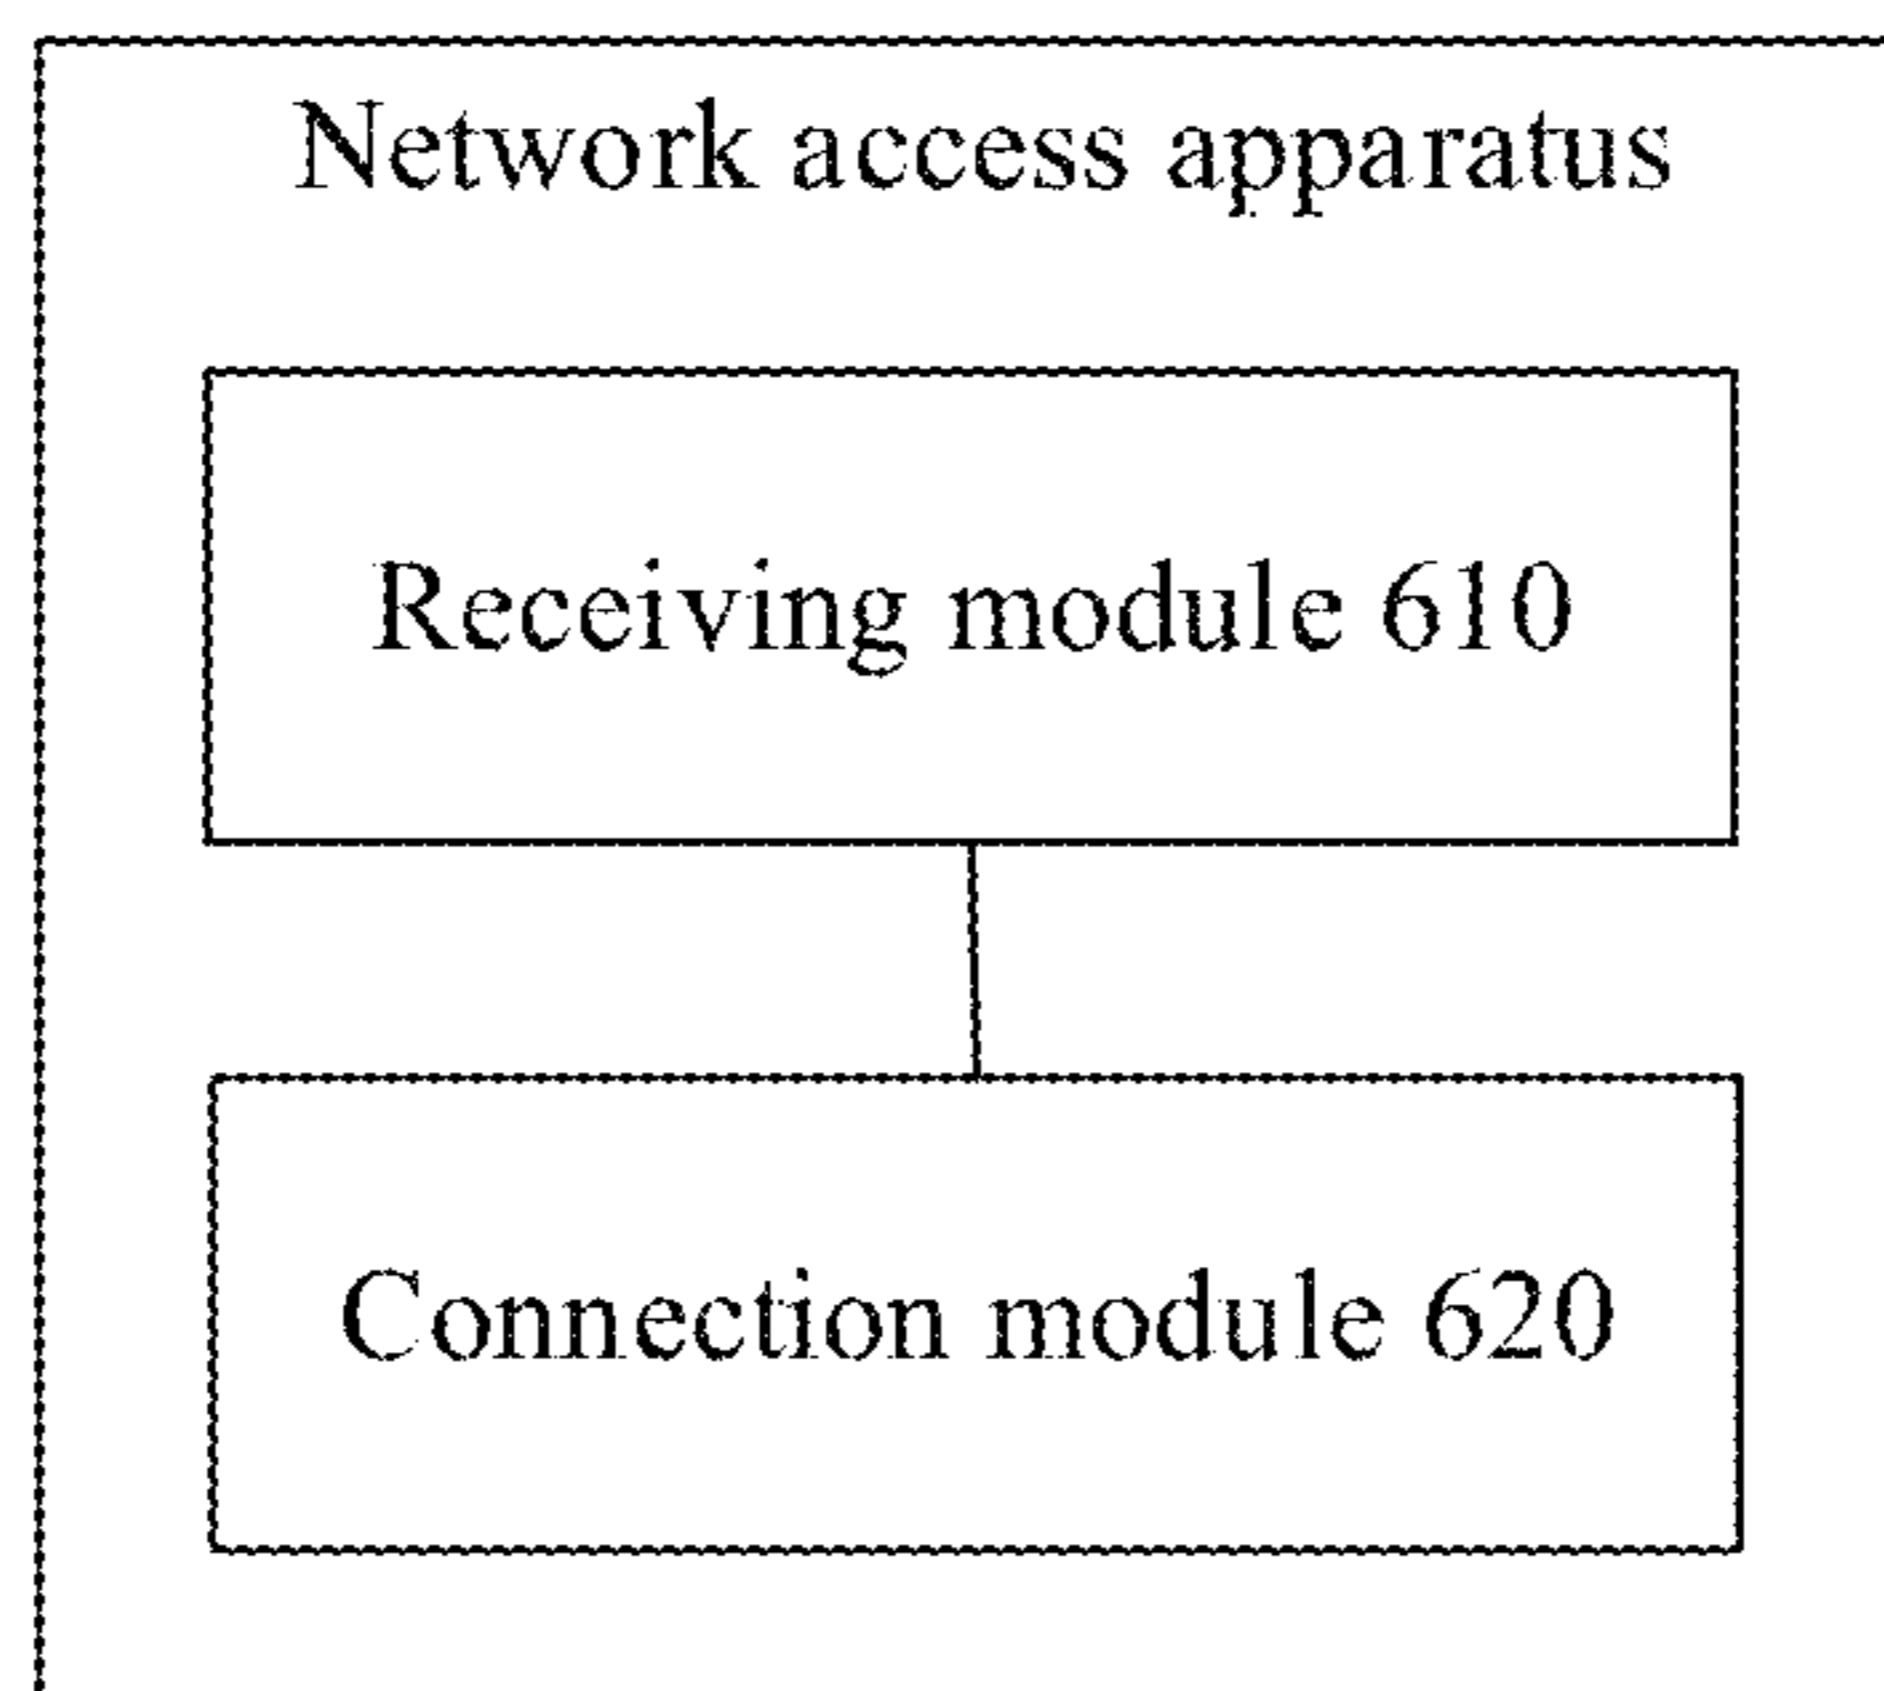 Network access apparatus
Receiving module 610
Connection module 620